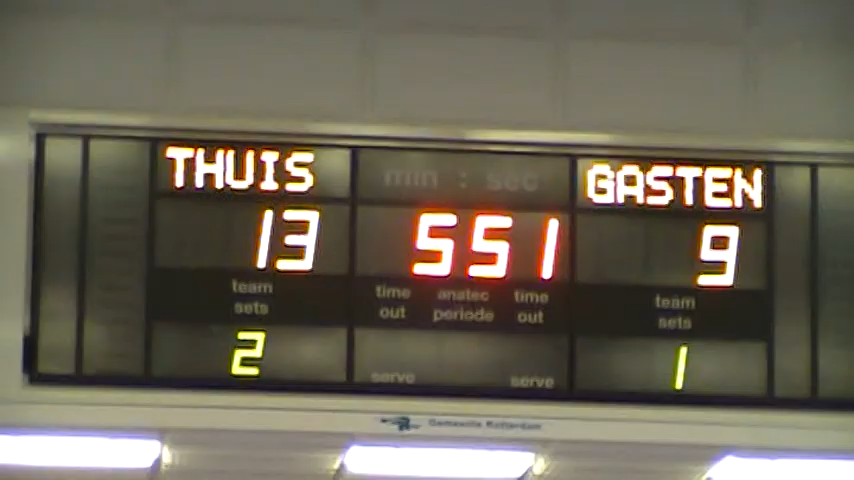 THUIS min : sec GASTEN
13 551 9
team sets time out anatec periode time out team sets
2 serve serve 1
Gemeente Rotterdam